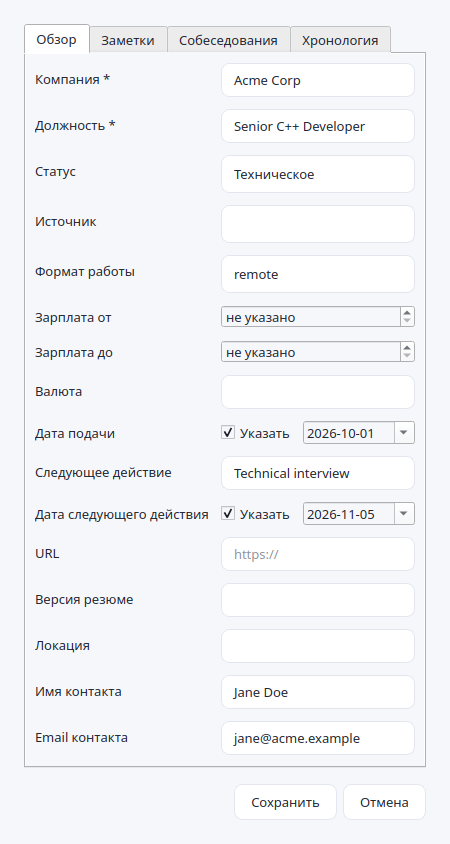 Обзор Заметки Собеседования Хронология
Компания * Acme Corp
Должность * Senior C++ Developer
Статус Техническое
Источник
Формат работы remote
Зарплата от не указано
Зарплата до не указано
Валюта
Дата подачи Указать 2026-10-01
Следующее действие Technical interview
Дата следующего действия Указать 2026-11-05
URL https://
Версия резюме
Локация
Имя контакта Jane Doe
Email контакта jane@acme.example
Сохранить Отмена